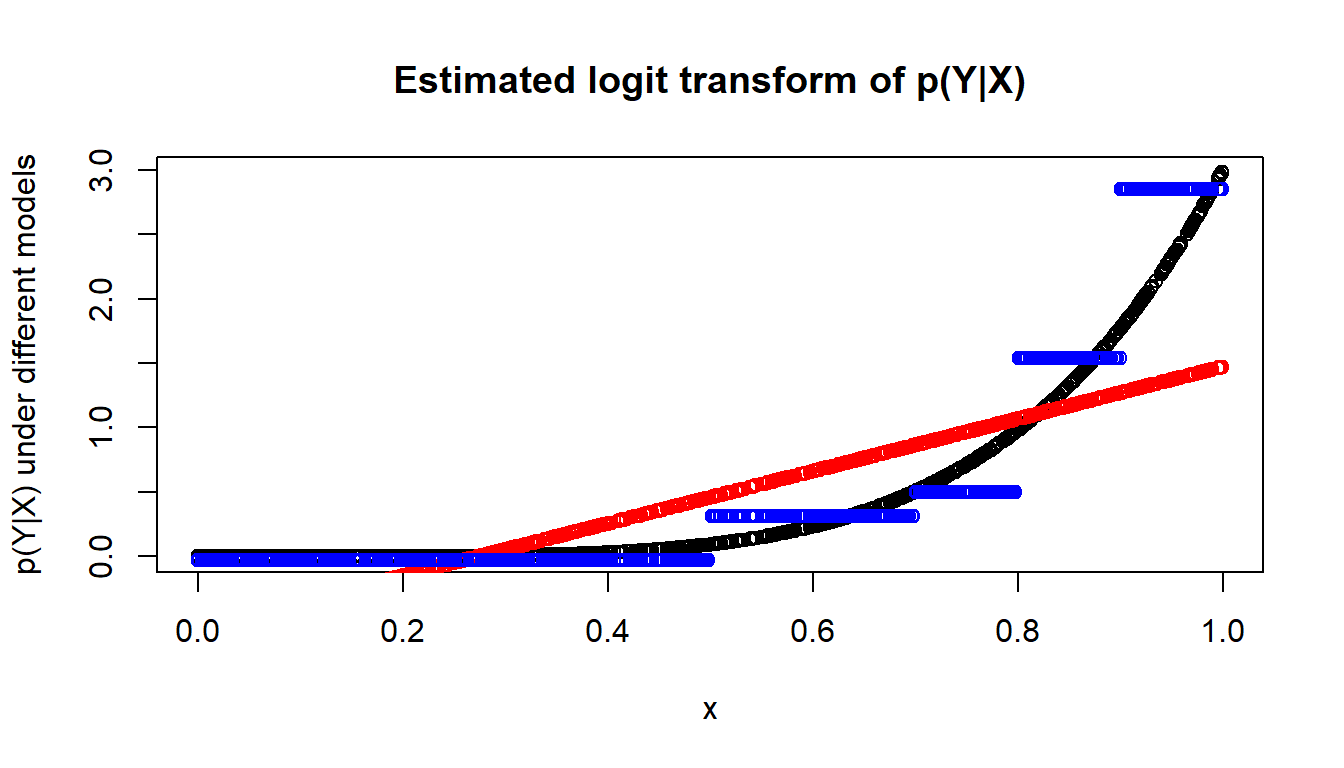 Estimated logit transform of p(Y|X)
p(Y|X) under different models
3.0
2.0
1.0
0.0
0.0 0.2 0.4 0.6 0.8 1.0
x